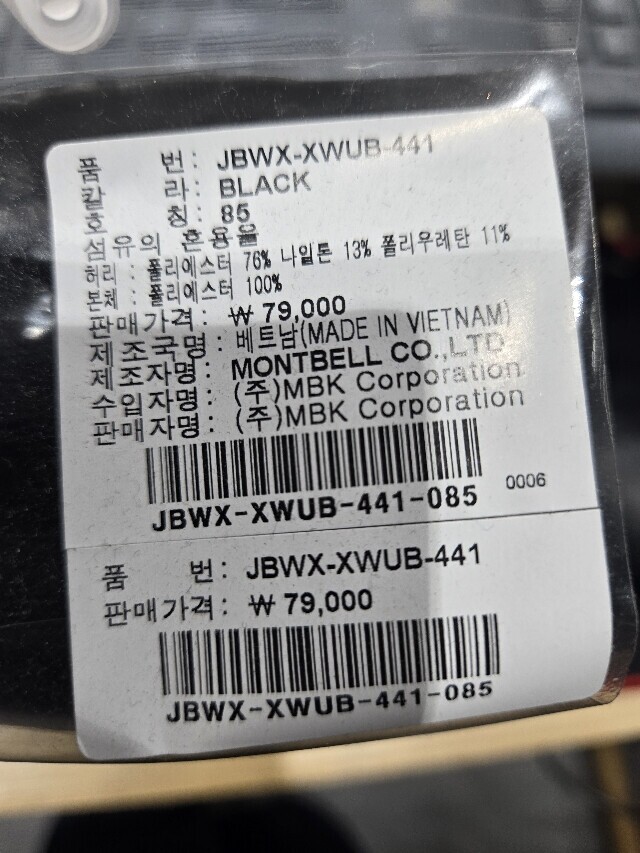 품 번: JBWX-XWUB-441
칼 라: BLACK
호 칭: 85
섬유의 혼용율
허리 : 폴리에스터 76% 나일론 13% 폴리우레탄 11%
본체 : 폴리에스터 100%
판매가격: ₩ 79,000
제조국명: 베트남(MADE IN VIETNAM)
제조자명: MONTBELL CO.,LTD
수입자명: (주)MBK Corporation
판매자명: (주)MBK Corporation
JBWX-XWUB-441-085 0006
품 번: JBWX-XWUB-441
판매가격: ₩ 79,000
JBWX-XWUB-441-085